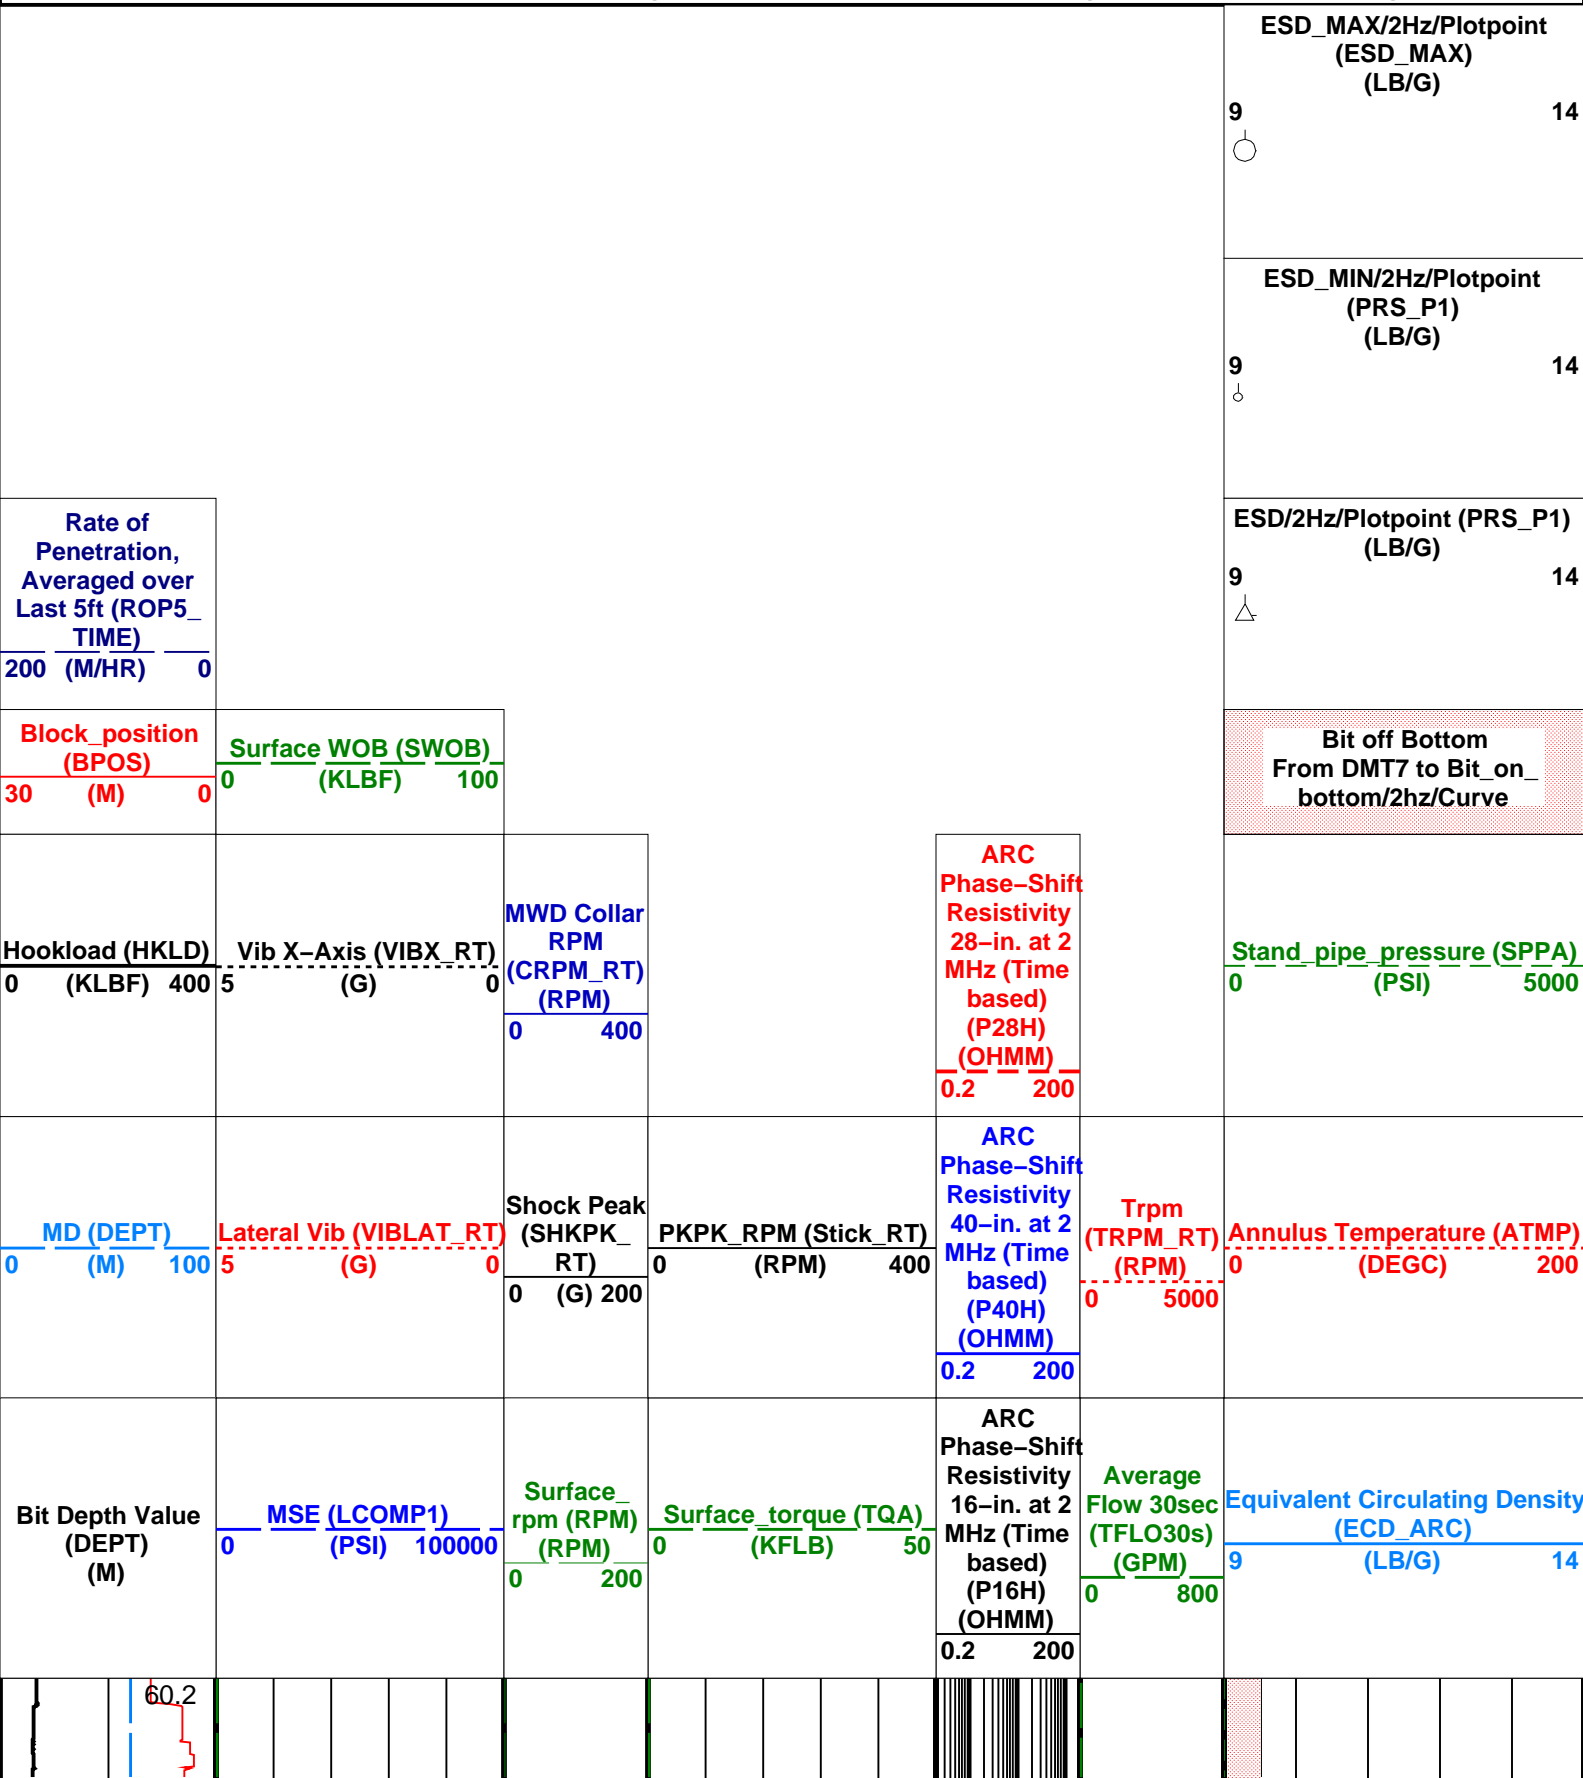 ESD_MAX/2Hz/Plotpoint
(ESD_MAX)
(LB/G)
9 14
ESD_MIN/2Hz/Plotpoint
(PRS_P1)
(LB/G)
9 14
Rate of
Penetration,
Averaged over
Last 5ft (ROP5_
TIME)
200 (M/HR) 0
ESD/2Hz/Plotpoint (PRS_P1)
(LB/G)
9 14
Block_position
(BPOS)
30 (M) 0
Surface WOB (SWOB)
0 (KLBF) 100
Bit off Bottom
From DMT7 to Bit_on_
bottom/2hz/Curve
Hookload (HKLD)
0 (KLBF) 400
Vib X−Axis (VIBX_RT)
5 (G) 0
MWD Collar
RPM
(CRPM_RT)
(RPM)
0 400
ARC
Phase−Shift
Resistivity
28−in. at 2
MHz (Time
based)
(P28H)
(OHMM)
0.2 200
Stand_pipe_pressure (SPPA)
0 (PSI) 5000
MD (DEPT)
0 (M) 100
Lateral Vib (VIBLAT_RT)
5 (G) 0
Shock Peak
(SHKPK_
RT)
0 (G) 200
PKPK_RPM (Stick_RT)
0 (RPM) 400
ARC
Phase−Shift
Resistivity
40−in. at 2
MHz (Time
based)
(P40H)
(OHMM)
0.2 200
Trpm
(TRPM_RT)
(RPM)
0 5000
Annulus Temperature (ATMP)
0 (DEGC) 200
Bit Depth Value
(DEPT)
(M)
MSE (LCOMP1)
0 (PSI) 100000
Surface_
rpm (RPM)
(RPM)
0 200
Surface_torque (TQA)
0 (KFLB) 50
ARC
Phase−Shift
Resistivity
16−in. at 2
MHz (Time
based)
(P16H)
(OHMM)
0.2 200
Average
Flow 30sec
(TFLO30s)
(GPM)
0 800
Equivalent Circulating Density
(ECD_ARC)
9 (LB/G) 14
60.2